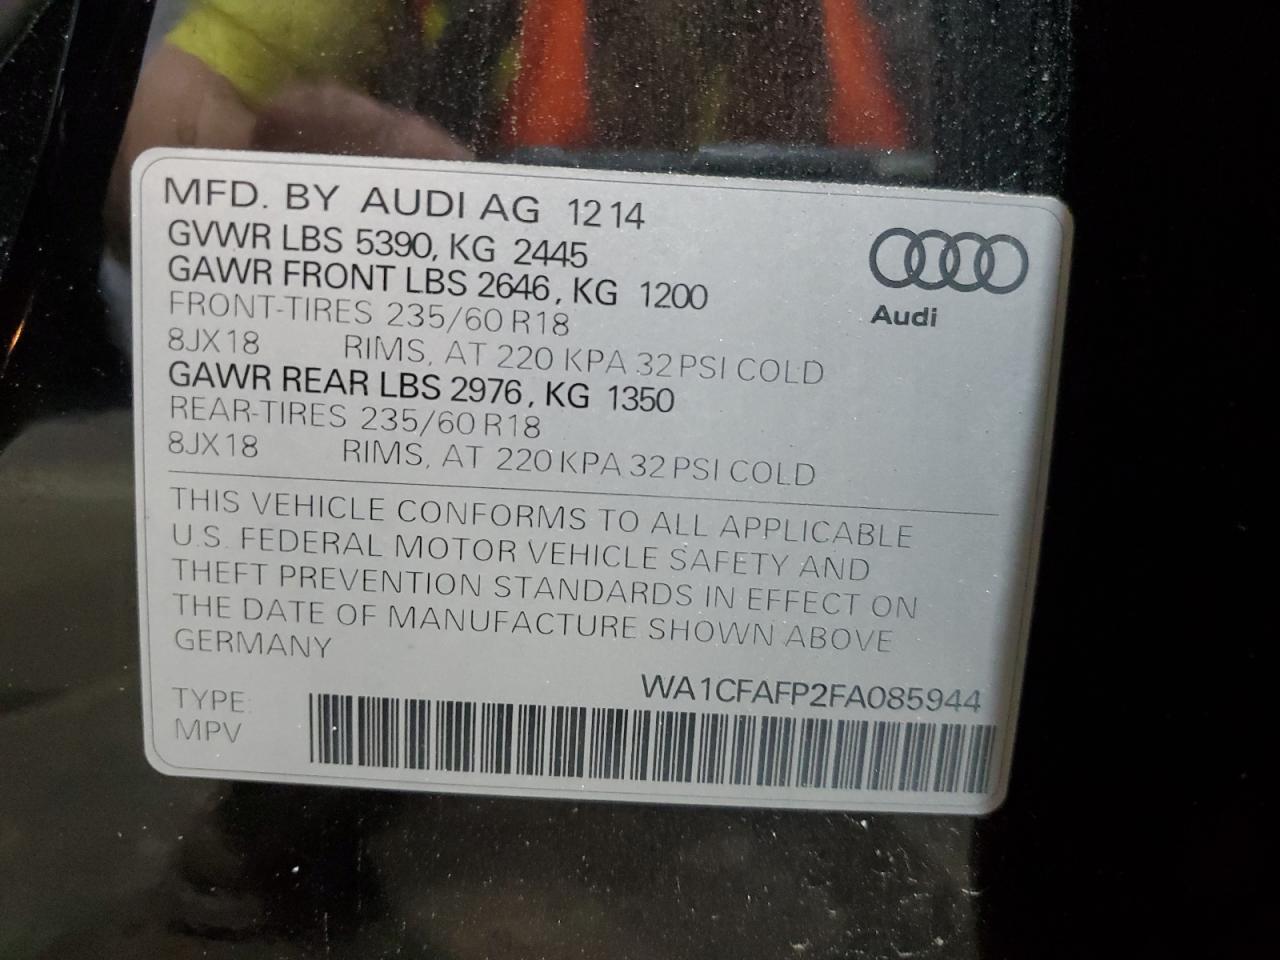 MFD. BY AUDI AG 12 14
GVWR LBS 5390, KG 2445
GAWR FRONT LBS 2646, KG 1200
FRONT-TIRES 235/60 R18
8JX18 RIMS, AT 220 KPA 32 PSI COLD
GAWR REAR LBS 2976, KG 1350
REAR-TIRES 235/60 R18
8JX18 RIMS, AT 220 KPA 32 PSI COLD
Audi
THIS VEHICLE CONFORMS TO ALL APPLICABLE
U.S. FEDERAL MOTOR VEHICLE SAFETY AND
THEFT PREVENTION STANDARDS IN EFFECT ON
THE DATE OF MANUFACTURE SHOWN ABOVE
GERMANY
WA1CFAFP2FA085944
TYPE:
MPV